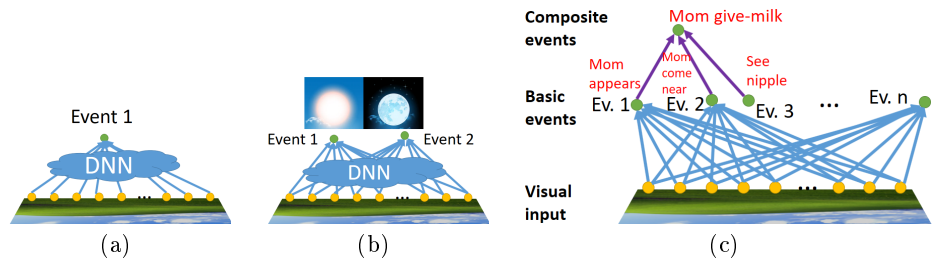 Event 1
DNN
...
(a)
Event 1
Event 2
DNN
...
(b)
Composite
events
Mom give-milk
Mom
appears
Mom
come
near
See
nipple
Basic
events
Ev. 1
Ev. 2
Ev. 3
...
Ev. n
Visual
input
...
(c)